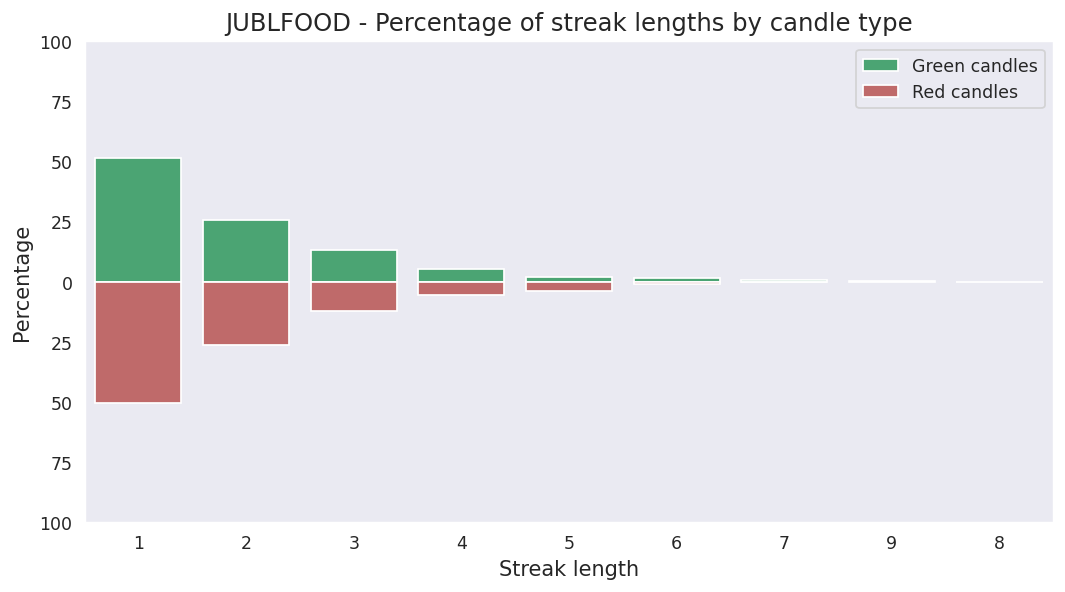 JUBLFOOD - Percentage of streak lengths by candle type
Green candles
Red candles
Percentage
100
75
50
25
0
25
50
75
100
1 2 3 4 5 6 7 9 8
Streak length